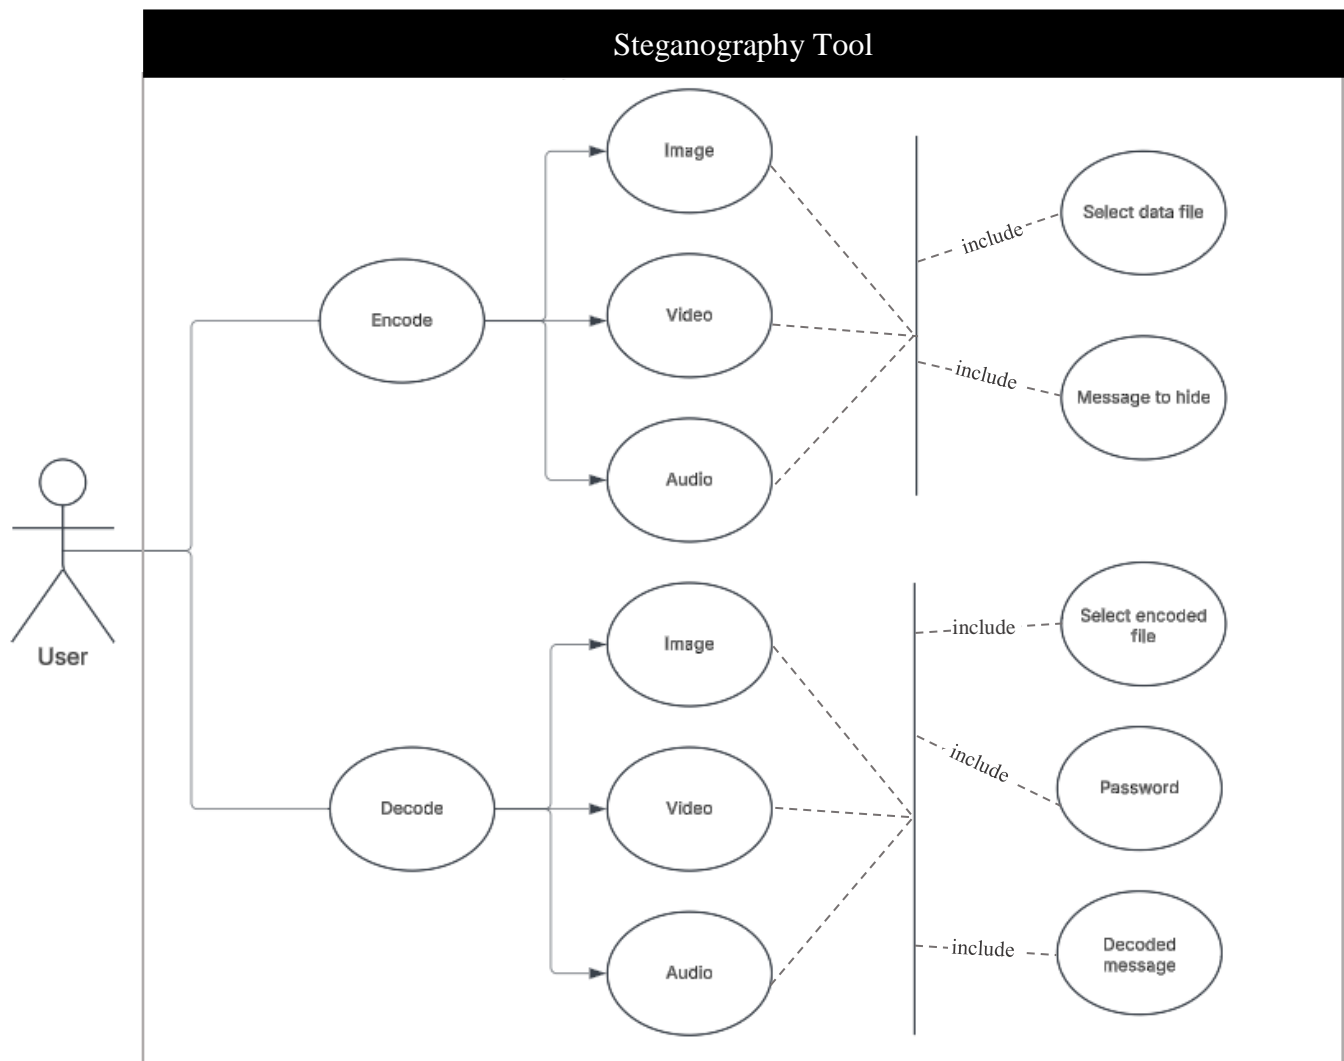 Steganography Tool
Image
Select data file
include
Video
Encode
include
Message to hide
Audio
User
Select encoded
file
include
Image
include
Password
Video
Decode
Decoded
message
include
Audio